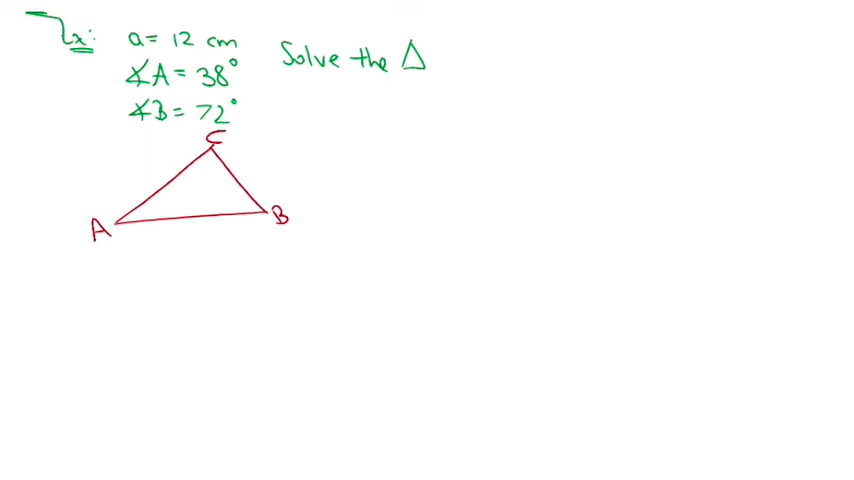 Ex: a = 12 cm Solve the Δ
∡A = 38°
∡B = 72°
C
A
B